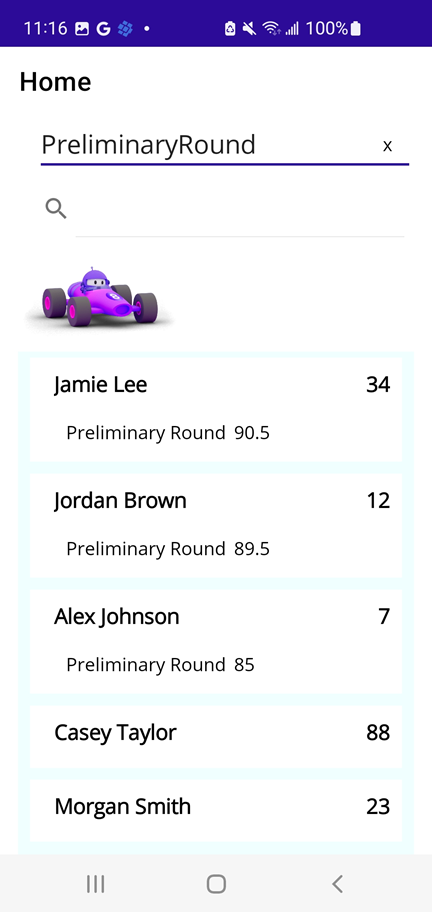 11:16 G 100%
Home
PreliminaryRound x
Jamie Lee 34
Preliminary Round 90.5
Jordan Brown 12
Preliminary Round 89.5
Alex Johnson 7
Preliminary Round 85
Casey Taylor 88
Morgan Smith 23